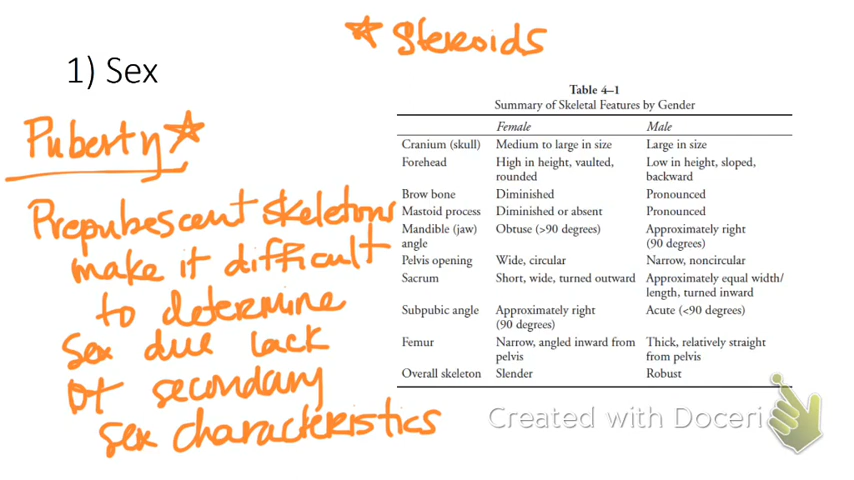 ☆ Steroids
1) Sex
Puberty ☆
Prepubescent skeletons
make it difficult
to determine
sex due lack
of secondary
sex characteristics
Table 4–1
Summary of Skeletal Features by Gender
Female Male
Cranium (skull) Medium to large in size Large in size
Forehead High in height, vaulted, Low in height, sloped,
rounded backward
Brow bone Diminished Pronounced
Mastoid process Diminished or absent Pronounced
Mandible (jaw) Obtuse (>90 degrees) Approximately right
angle (90 degrees)
Pelvis opening Wide, circular Narrow, noncircular
Sacrum Short, wide, turned outward Approximately equal width/
length, turned inward
Subpubic angle Approximately right Acute (<90 degrees)
(90 degrees)
Femur Narrow, angled inward from Thick, relatively straight
pelvis from pelvis
Overall skeleton Slender Robust
Created with Doceri